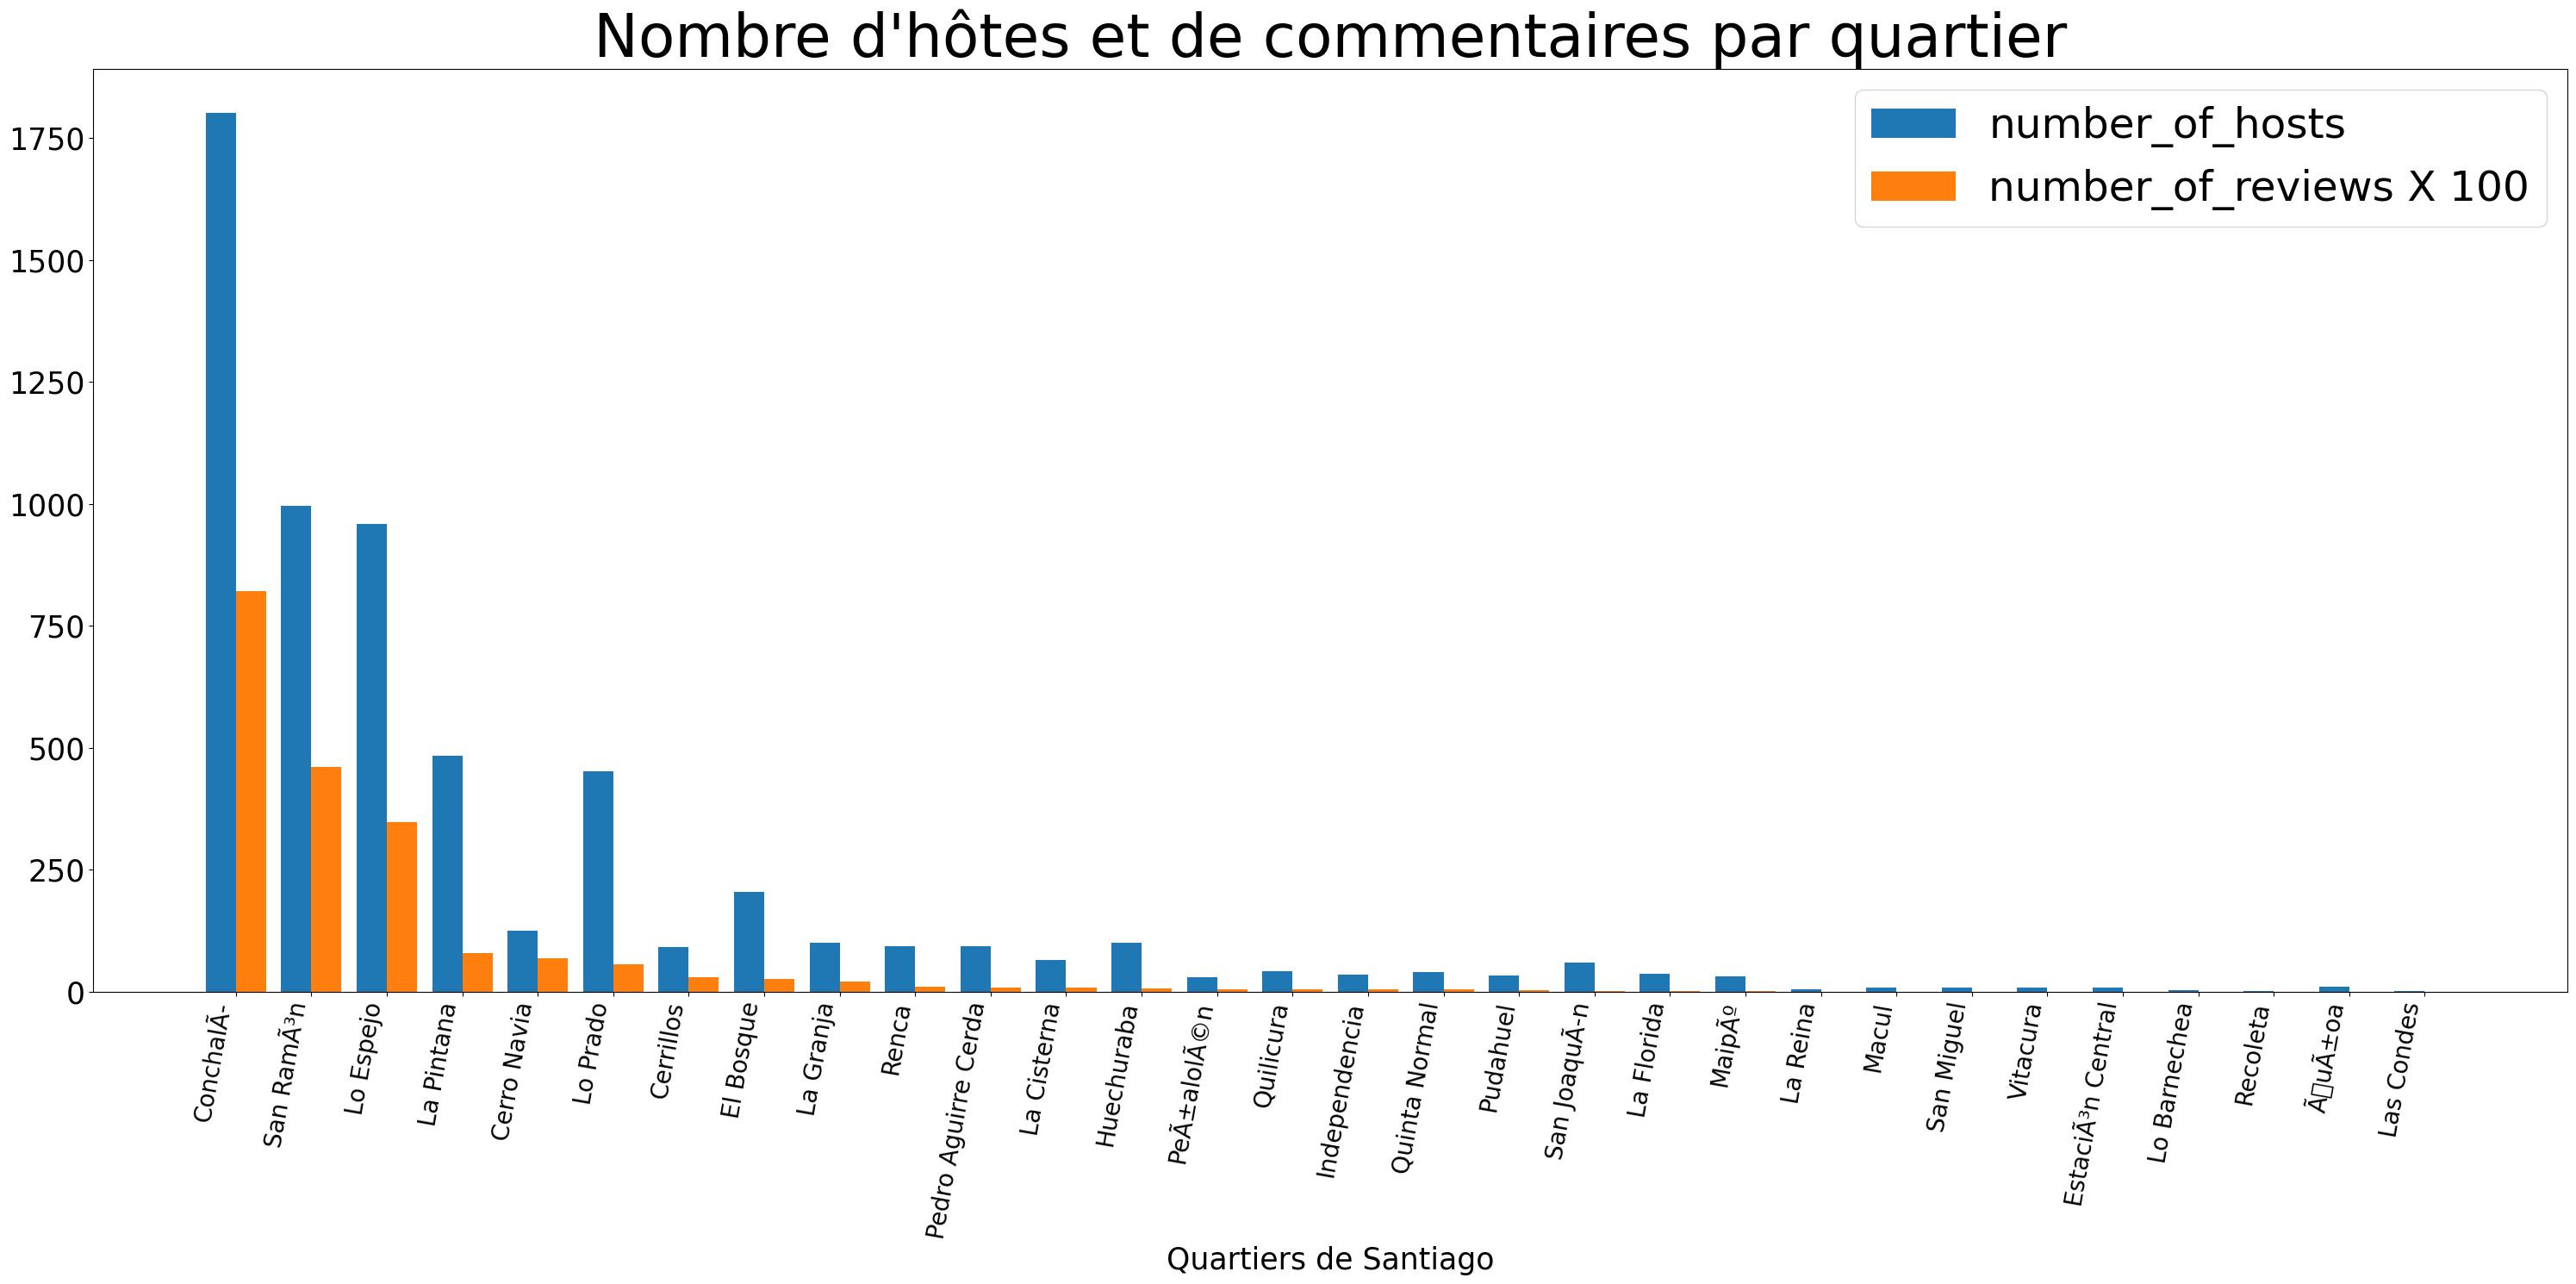 Nombre d'hôtes et de commentaires par quartier
number_of_hosts
number_of_reviews X 100
1750
1500
1250
1000
750
500
250
0
ConchalÃ-
San RamÃ³n
Lo Espejo
La Pintana
Cerro Navia
Lo Prado
Cerrillos
El Bosque
La Granja
Renca
Pedro Aguirre Cerda
La Cisterna
Huechuraba
PeÃ±alolÃ©n
Quilicura
Independencia
Quinta Normal
Pudahuel
San JoaquÃ-n
La Florida
MaipÃº
La Reina
Macul
San Miguel
Vitacura
EstaciÃ³n Central
Lo Barnechea
Recoleta
Ã▯uÃ±oa
Las Condes
Quartiers de Santiago